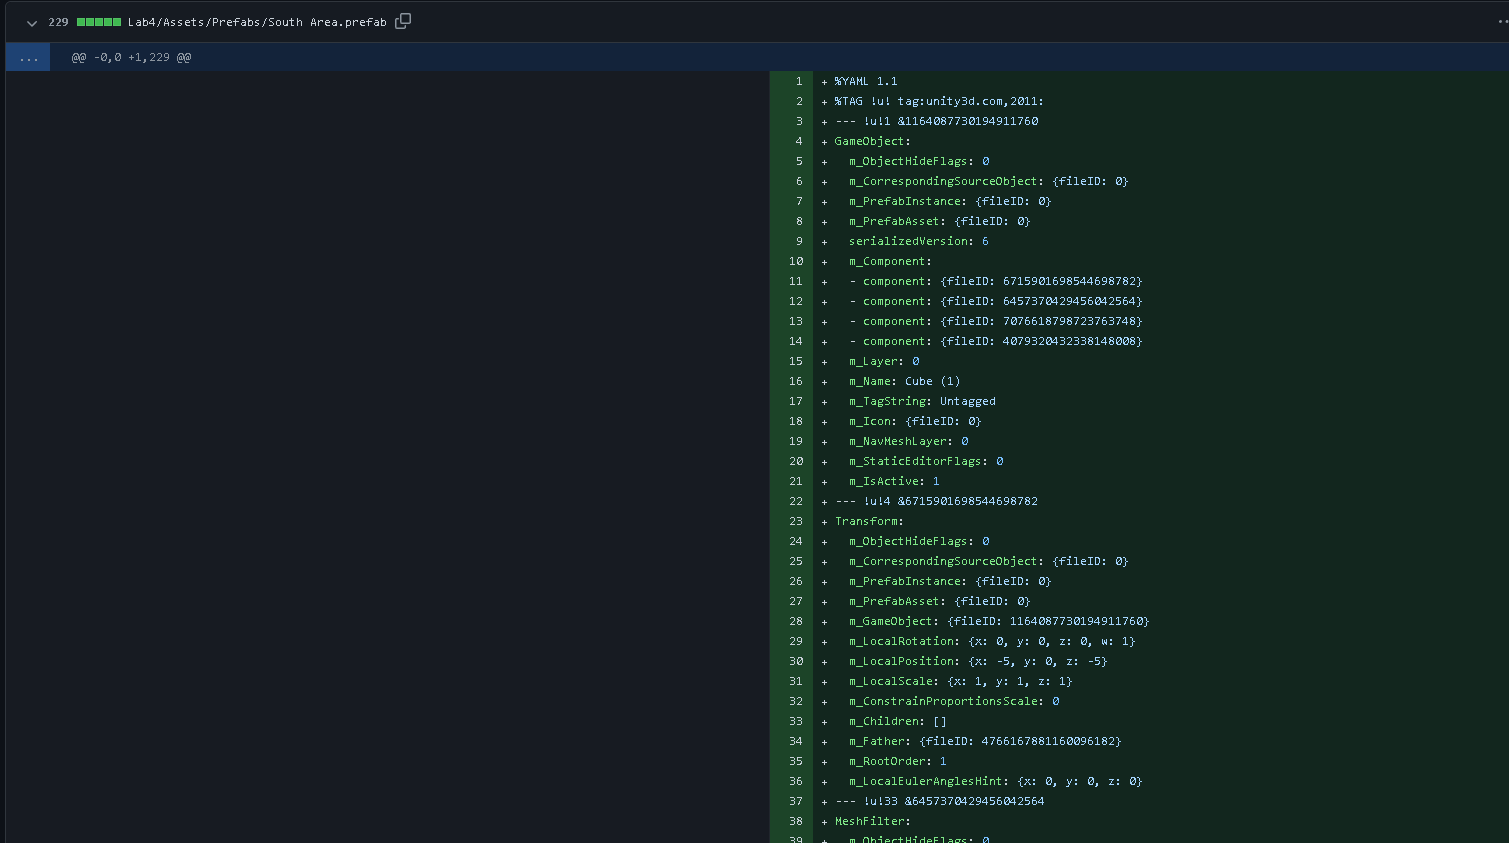 229 Lab4/Assets/Prefabs/South Area.prefab
... @@ -0,0 +1,229 @@
1 + %YAML 1.1
2 + %TAG !u! tag:unity3d.com,2011:
3 + --- !u!1 &1164087730194911760
4 + GameObject:
5 + m_ObjectHideFlags: 0
6 + m_CorrespondingSourceObject: {fileID: 0}
7 + m_PrefabInstance: {fileID: 0}
8 + m_PrefabAsset: {fileID: 0}
9 + serializedVersion: 6
10 + m_Component:
11 + - component: {fileID: 6715901698544698782}
12 + - component: {fileID: 6457370429456042564}
13 + - component: {fileID: 7076618798723763748}
14 + - component: {fileID: 4079320432338148008}
15 + m_Layer: 0
16 + m_Name: Cube (1)
17 + m_TagString: Untagged
18 + m_Icon: {fileID: 0}
19 + m_NavMeshLayer: 0
20 + m_StaticEditorFlags: 0
21 + m_IsActive: 1
22 + --- !u!4 &6715901698544698782
23 + Transform:
24 + m_ObjectHideFlags: 0
25 + m_CorrespondingSourceObject: {fileID: 0}
26 + m_PrefabInstance: {fileID: 0}
27 + m_PrefabAsset: {fileID: 0}
28 + m_GameObject: {fileID: 1164087730194911760}
29 + m_LocalRotation: {x: 0, y: 0, z: 0, w: 1}
30 + m_LocalPosition: {x: -5, y: 0, z: -5}
31 + m_LocalScale: {x: 1, y: 1, z: 1}
32 + m_ConstrainProportionsScale: 0
33 + m_Children: []
34 + m_Father: {fileID: 4766167881160096182}
35 + m_RootOrder: 1
36 + m_LocalEulerAnglesHint: {x: 0, y: 0, z: 0}
37 + --- !u!33 &6457370429456042564
38 + MeshFilter:
39 + m_ObjectHideFlags: 0